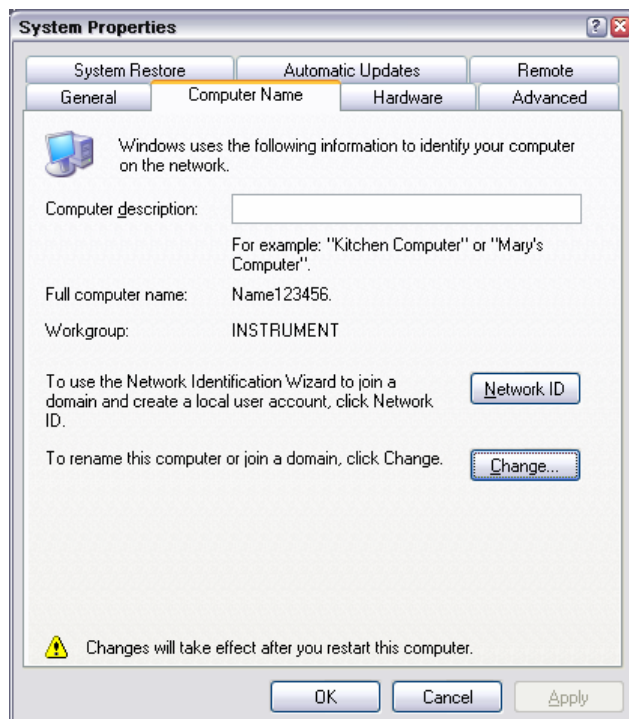 System Properties
System Restore
Automatic Updates
Remote
General
Computer Name
Hardware
Advanced
Windows uses the following information to identify your computer
on the network.
Computer description:
For example: "Kitchen Computer" or "Mary's
Computer".
Full computer name: Name123456.
Workgroup: INSTRUMENT
To use the Network Identification Wizard to join a
domain and create a local user account, click Network
ID.
Network ID
To rename this computer or join a domain, click Change.
Change...
Changes will take effect after you restart this computer.
OK
Cancel
Apply